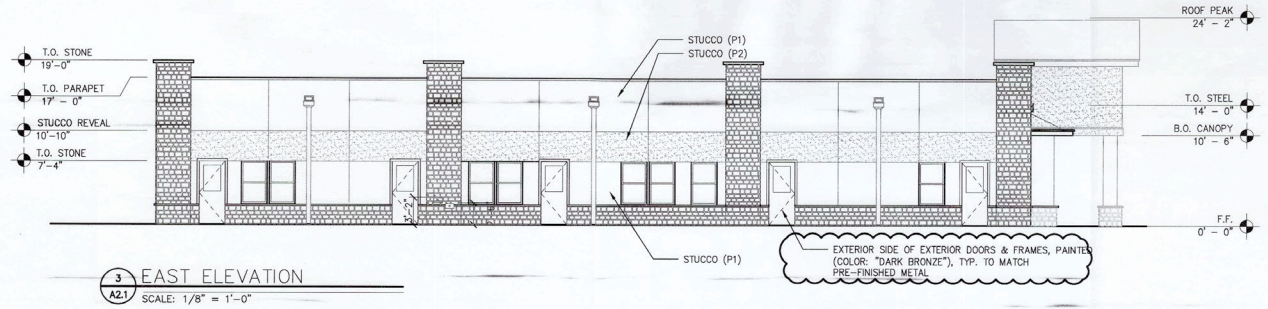 ROOF PEAK
24' - 2"
T.O. STONE
19'-0"
STUCCO (P1)
STUCCO (P2)
T.O. PARAPET
17' - 0"
T.O. STEEL
14' - 0"
STUCCO REVEAL
10'-10"
B.O. CANOPY
10' - 6"
T.O. STONE
7'-4"
3'-2"
F.F.
0' - 0"
STUCCO (P1)
EXTERIOR SIDE OF EXTERIOR DOORS & FRAMES, PAINTED
(COLOR: "DARK BRONZE"), TYP. TO MATCH
PRE-FINISHED METAL
3 EAST ELEVATION
A2.1 SCALE: 1/8" = 1'-0"